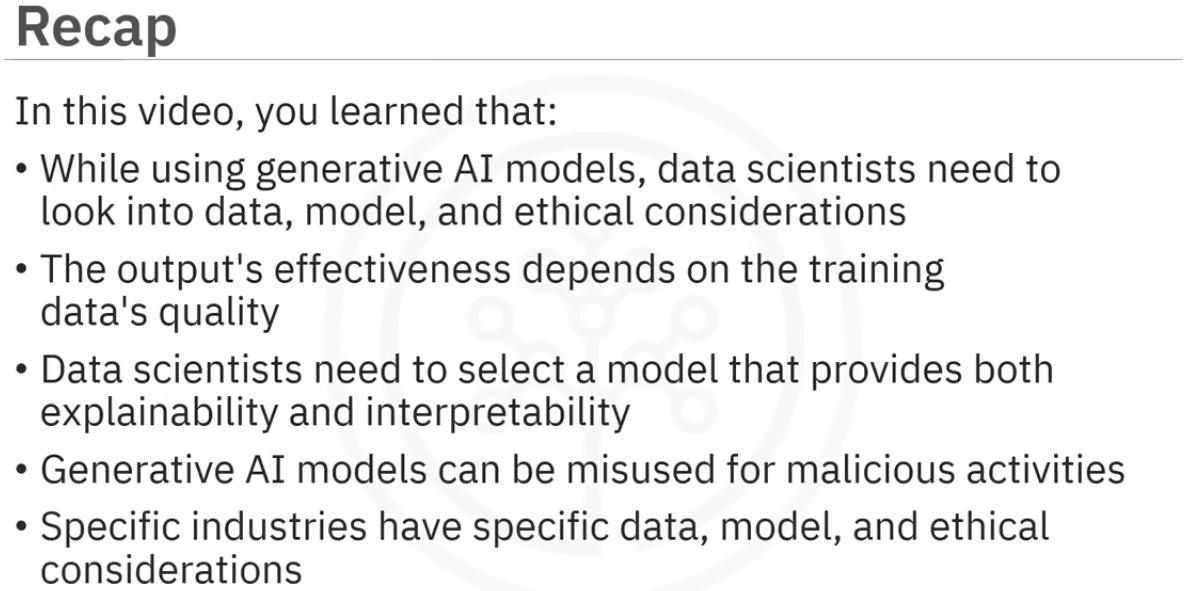 Recap
In this video, you learned that:
• While using generative AI models, data scientists need to
look into data, model, and ethical considerations
• The output's effectiveness depends on the training
data's quality
• Data scientists need to select a model that provides both
explainability and interpretability
• Generative AI models can be misused for malicious activities
• Specific industries have specific data, model, and ethical
considerations